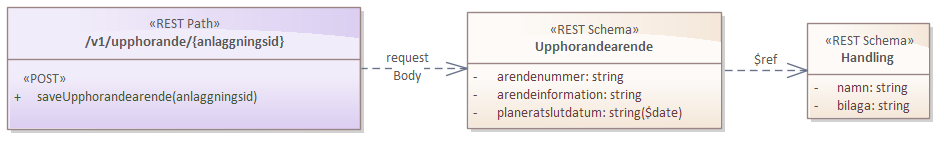 «REST Path»
/v1/upphorande/{anlaggningsid}
«POST»
+ saveUpphorandearende(anlaggningsid)
request
Body
«REST Schema»
Upphorandearende
- arendenummer: string
- arendeinformation: string
- planeratslutdatum: string($date)
$ref
«REST Schema»
Handling
- namn: string
- bilaga: string